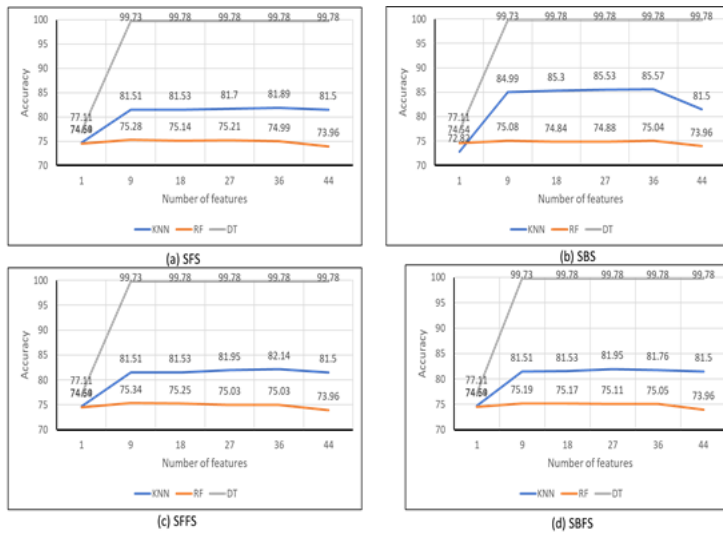 99.73 99.78 99.78 99.78 99.78
100
95
90
85
80
75
70
Accuracy
77.11
74.54
81.51 81.53 81.7 81.89 81.5
75.28 75.14 75.21 74.99 73.96
1 9 18 27 36 44
Number of features
KNN RF DT
(a) SFS
99.73 99.78 99.78 99.78 99.78
100
95
90
85
80
75
70
Accuracy
77.11
74.54
72.82
84.99 85.3 85.53 85.57 81.5
75.08 74.84 74.88 75.04 73.96
1 9 18 27 36 44
Number of features
KNN RF DT
(b) SBS
99.73 99.78 99.78 99.78 99.78
100
95
90
85
80
75
70
Accuracy
77.11
74.54
81.51 81.53 81.95 82.14 81.5
75.34 75.25 75.03 75.03 73.96
1 9 18 27 36 44
Number of features
KNN RF DT
(c) SFFS
99.73 99.78 99.78 99.78 99.78
100
95
90
85
80
75
70
Accuracy
77.11
74.54
81.51 81.53 81.95 81.76 81.5
75.19 75.17 75.11 75.05 73.96
1 9 18 27 36 44
Number of features
KNN RF DT
(d) SBFS